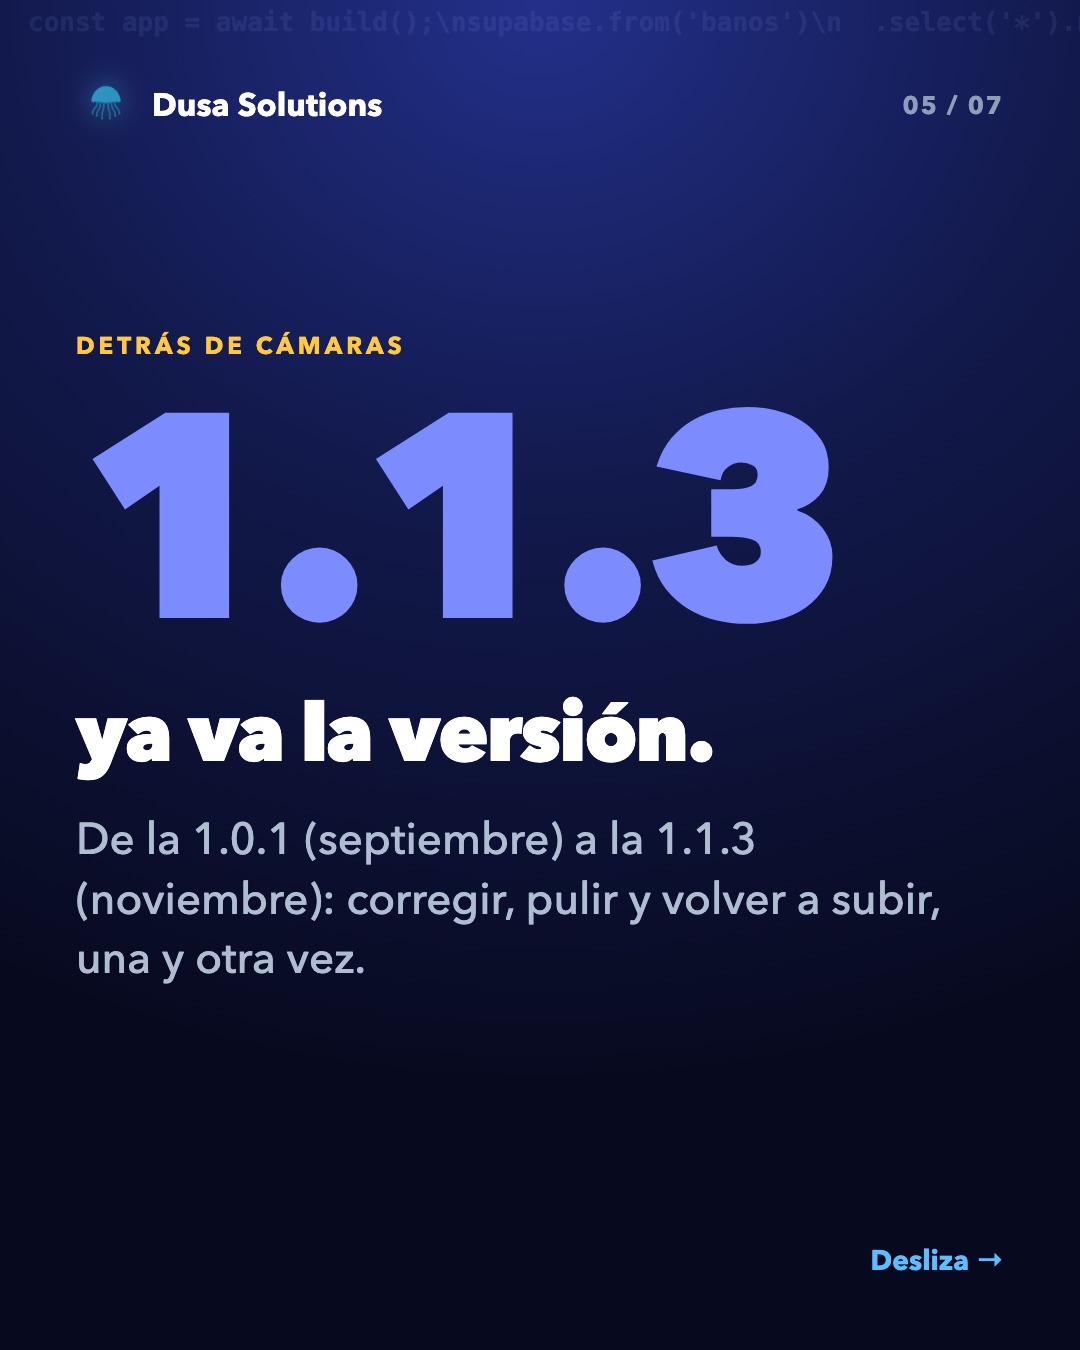 const app = await build();\nsupabase.from('banos')\n  .select('*').
Dusa Solutions
05 / 07
DETRÁS DE CÁMARAS
1.1.3
ya va la versión.
De la 1.0.1 (septiembre) a la 1.1.3
(noviembre): corregir, pulir y volver a subir,
una y otra vez.
Desliza →